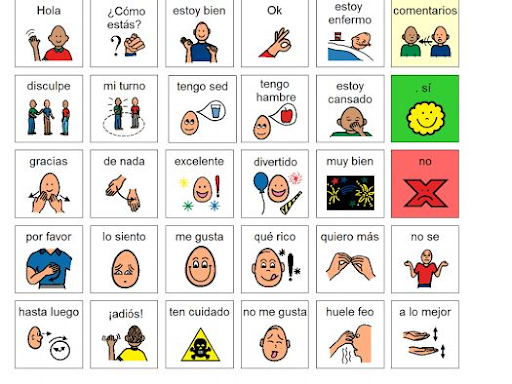 Hola
¿Cómo
estás?
estoy bien
Ok
estoy
enfermo
comentarios
disculpe
mi turno
tengo sed
tengo
hambre
estoy
cansado
. sí
gracias
de nada
excelente
divertido
muy bien
no
por favor
lo siento
me gusta
qué rico
quiero más
no se
hasta luego
¡adiós!
ten cuidado
no me gusta
huele feo
a lo mejor